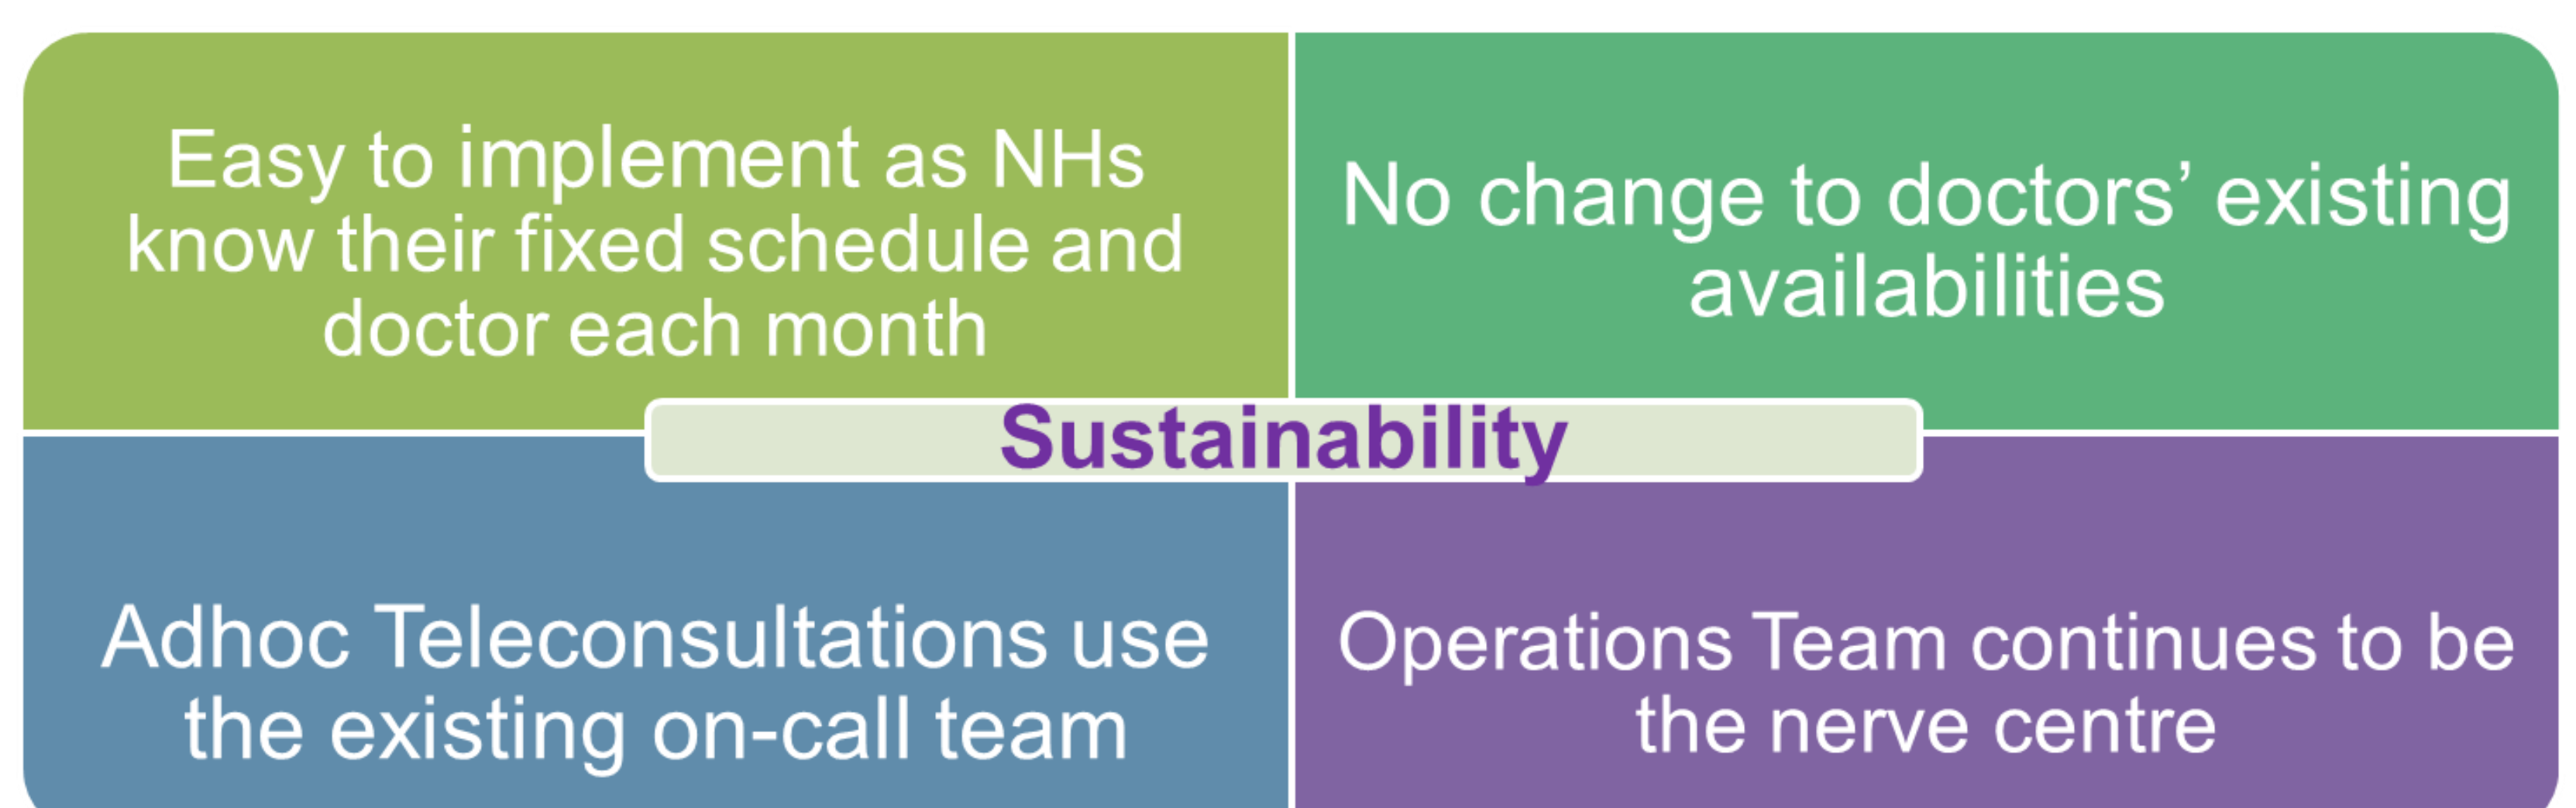 Easy to implement as NHs
know their fixed schedule and
doctor each month
No change to doctors’ existing
availabilities
Sustainability
Adhoc Teleconsultations use
the existing on-call team
Operations Team continues to be
the nerve centre